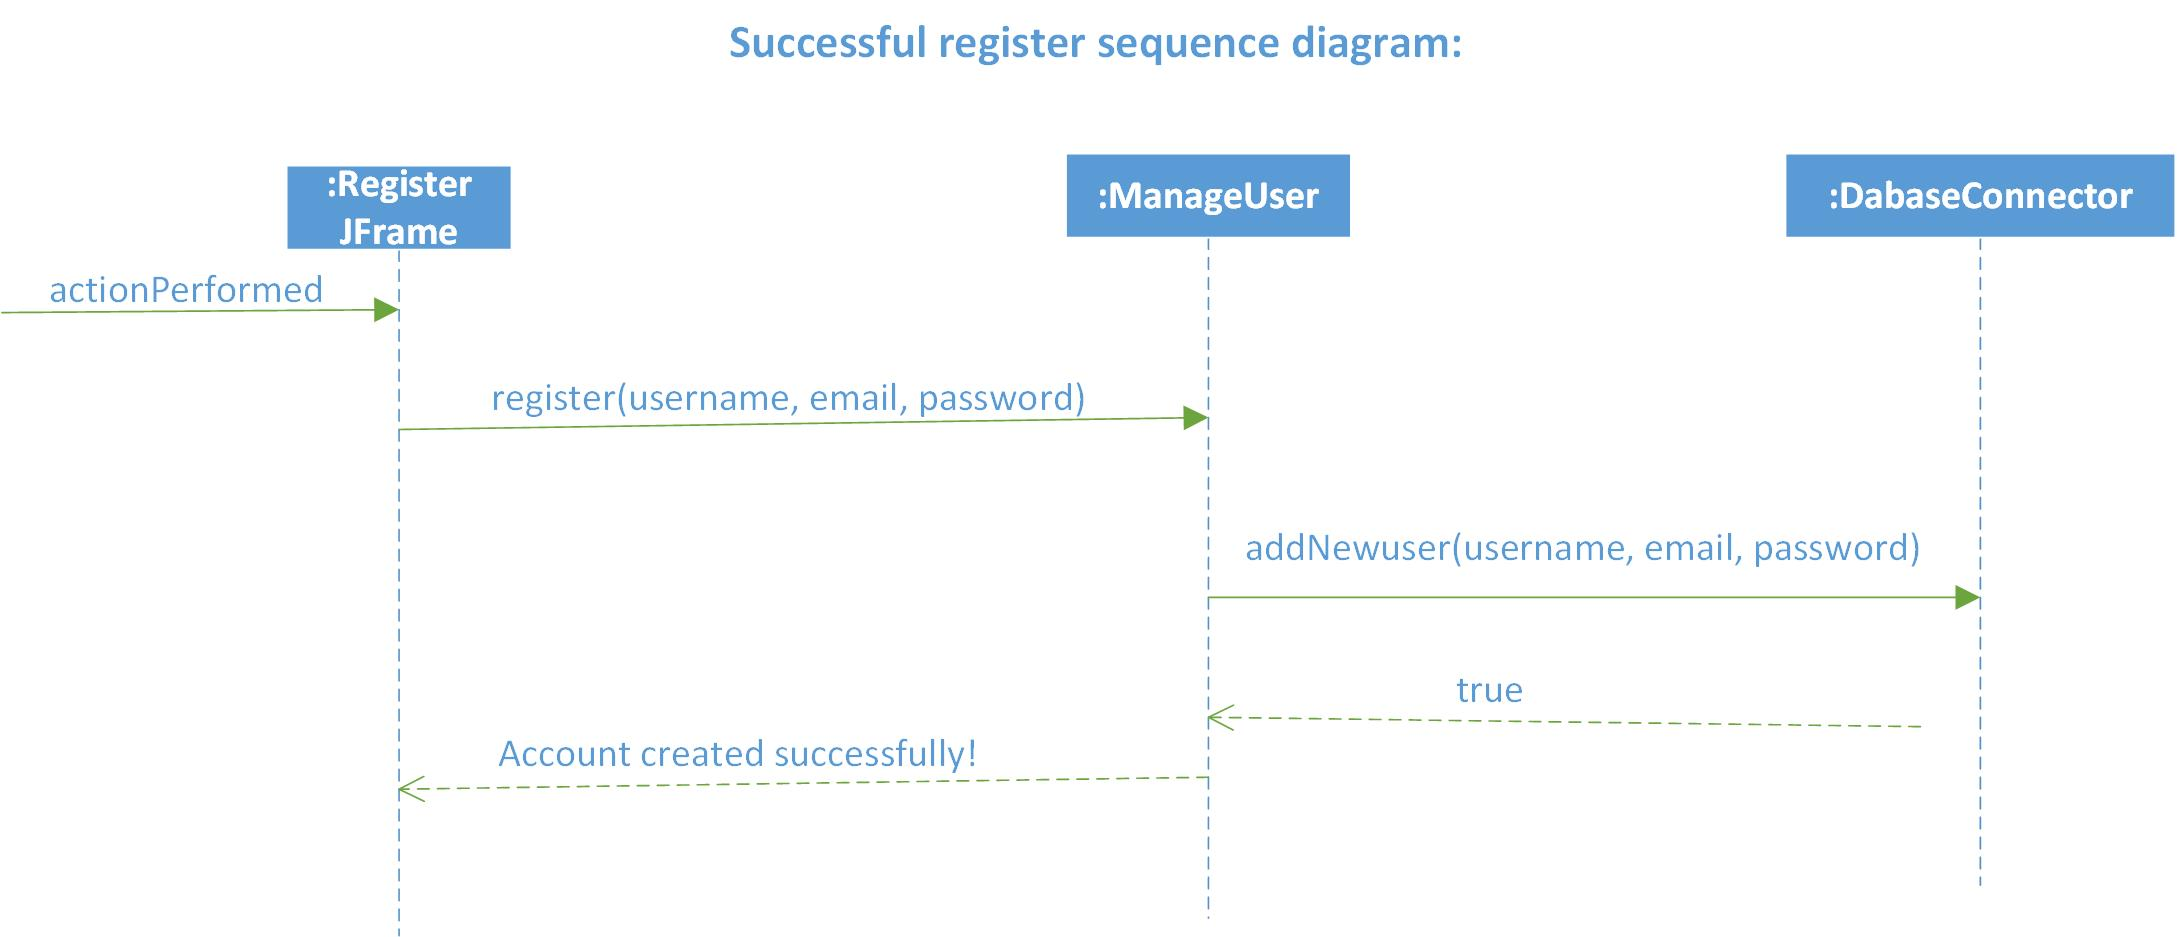 Successful register sequence diagram:
:Register
JFrame
:ManageUser
:DabaseConnector
actionPerformed
register(username, email, password)
addNewuser(username, email, password)
true
Account created successfully!